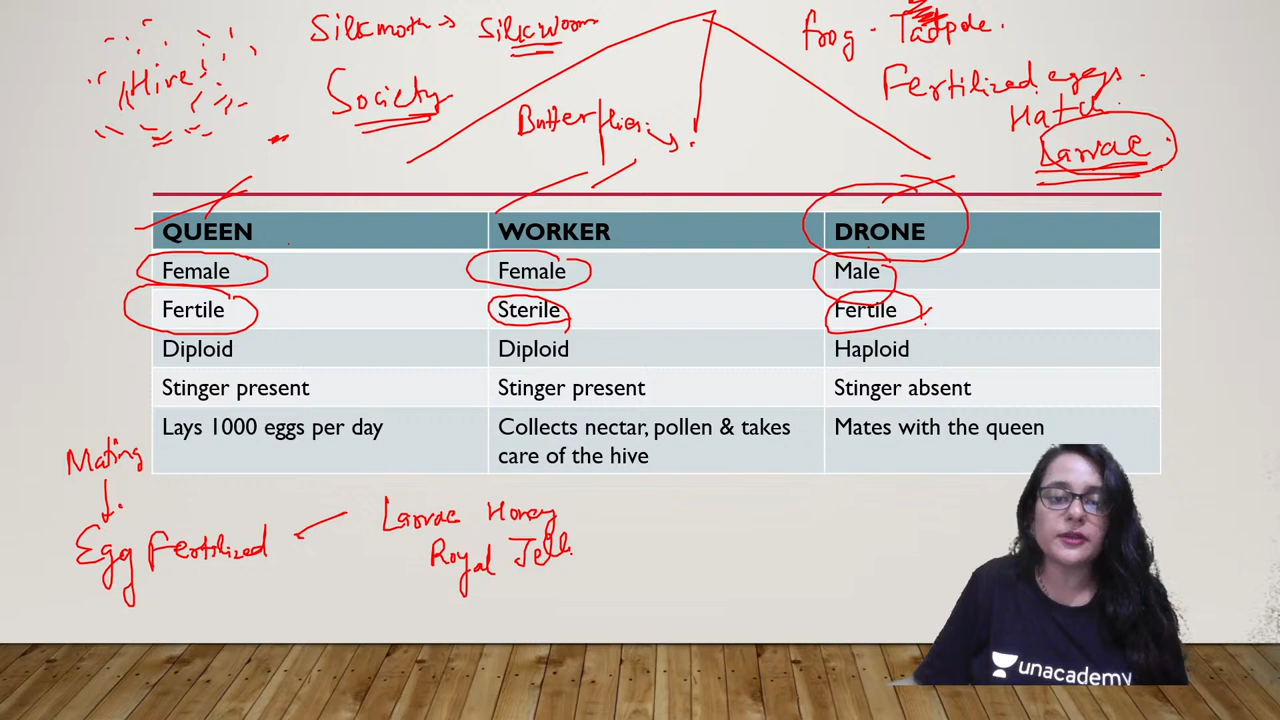 Silkmoth → Silkworm
frog - Tadpole.
Hive
Society
Fertilized eggs.
Hatch
Larvae
Butterflies
QUEEN WORKER DRONE
Female Female Male
Fertile Sterile Fertile
Diploid Diploid Haploid
Stinger present Stinger present Stinger absent
Lays 1000 eggs per day Collects nectar, pollen & takes Mates with the queen
care of the hive
Mating
Larvae Honey
Egg Fertilized
Royal Jell
unacademy